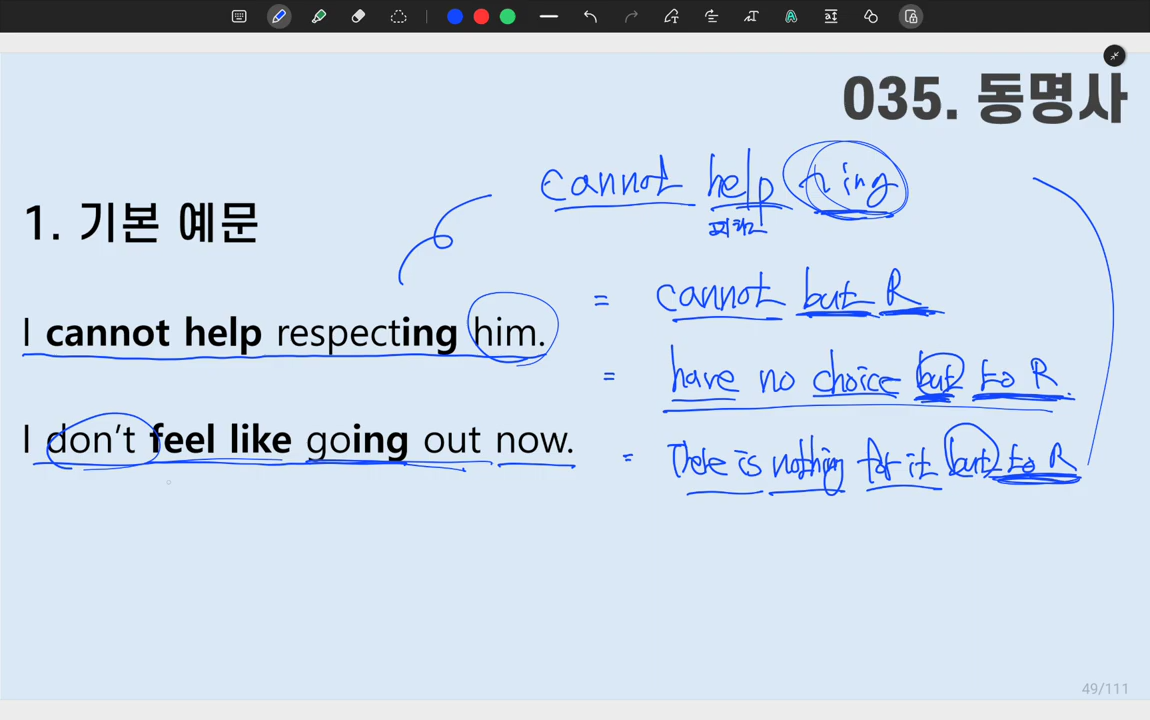 035. 동명사
cannot help + ing
피하다
1. 기본 예문
= cannot but R
I cannot help respecting him.
= have no choice but to R.
I don't feel like going out now.
= There is nothing for it but to R
49/111